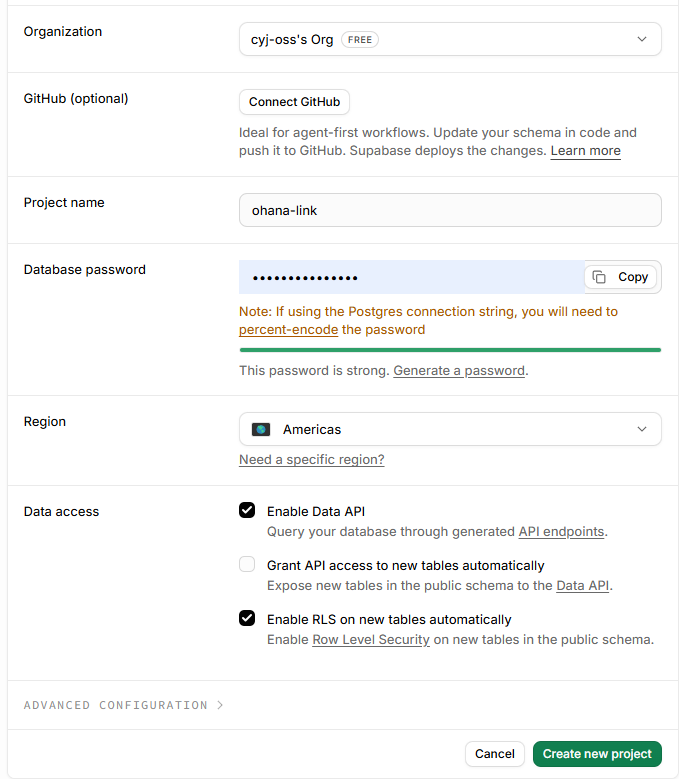 Organization
cyj-oss's Org FREE
GitHub (optional)
Connect GitHub
Ideal for agent-first workflows. Update your schema in code and
push it to GitHub. Supabase deploys the changes. Learn more
Project name
ohana-link
Database password
•••••••••••••••
Copy
Note: If using the Postgres connection string, you will need to
percent-encode the password
This password is strong. Generate a password.
Region
Americas
Need a specific region?
Data access
Enable Data API
Query your database through generated API endpoints.
Grant API access to new tables automatically
Expose new tables in the public schema to the Data API.
Enable RLS on new tables automatically
Enable Row Level Security on new tables in the public schema.
ADVANCED CONFIGURATION >
Cancel
Create new project